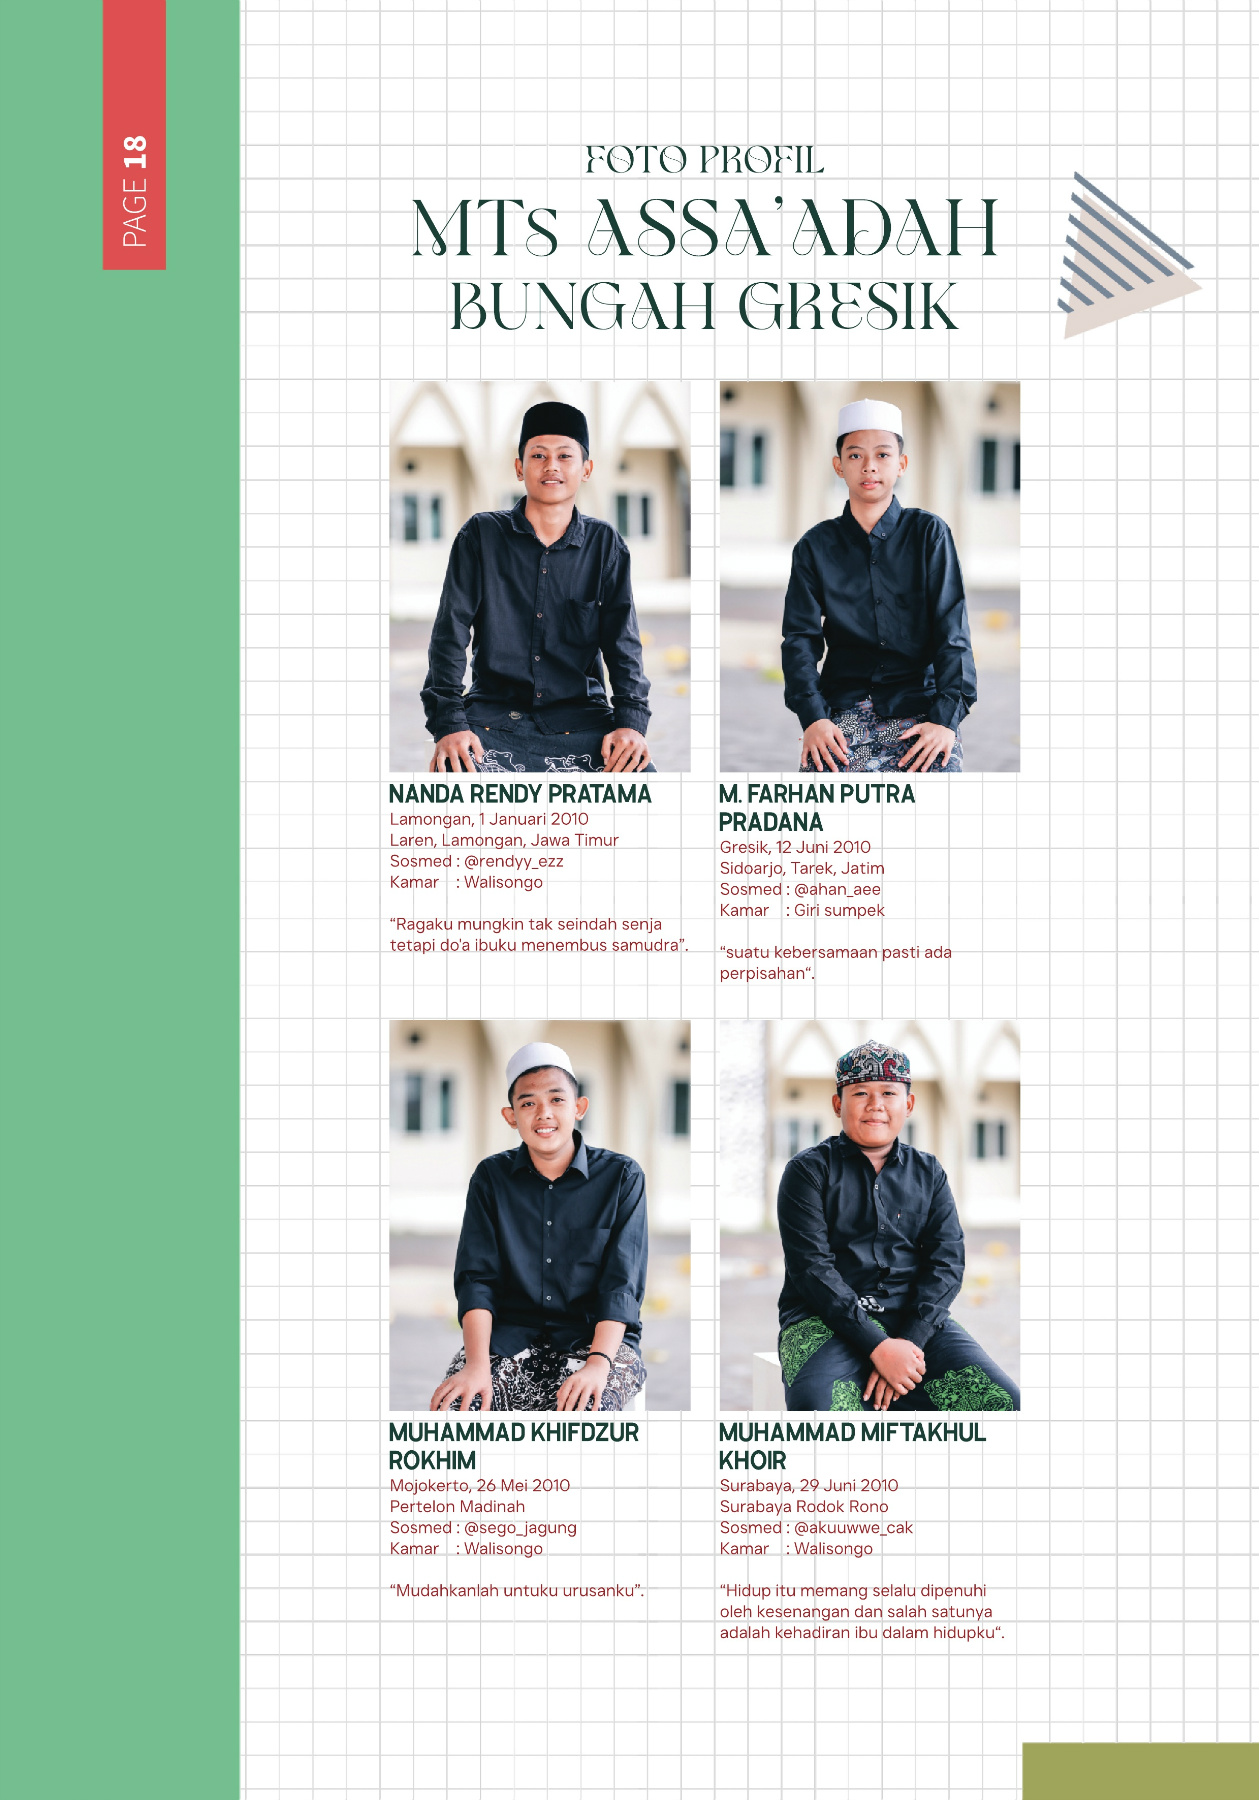 PAGE 18
FOTO PROFIL
MTs ASSA'ADAH
BUNGAH GRESIK
NANDA RENDY PRATAMA
Lamongan, 1 Januari 2010
Laren, Lamongan, Jawa Timur
Sosmed : @rendyy_ezz
Kamar : Walisongo
“Ragaku mungkin tak seindah senja
tetapi do'a ibuku menembus samudra”.
M. FARHAN PUTRA
PRADANA
Gresik, 12 Juni 2010
Sidoarjo, Tarek, Jatim
Sosmed : @ahan_aee
Kamar : Giri sumpek
“suatu kebersamaan pasti ada
perpisahan“.
MUHAMMAD KHIFDZUR
ROKHIM
Mojokerto, 26 Mei 2010
Pertelon Madinah
Sosmed : @sego_jagung
Kamar : Walisongo
“Mudahkanlah untuku urusanku”.
MUHAMMAD MIFTAKHUL
KHOIR
Surabaya, 29 Juni 2010
Surabaya Rodok Rono
Sosmed : @akuuwwe_cak
Kamar : Walisongo
“Hidup itu memang selalu dipenuhi
oleh kesenangan dan salah satunya
adalah kehadiran ibu dalam hidupku“.